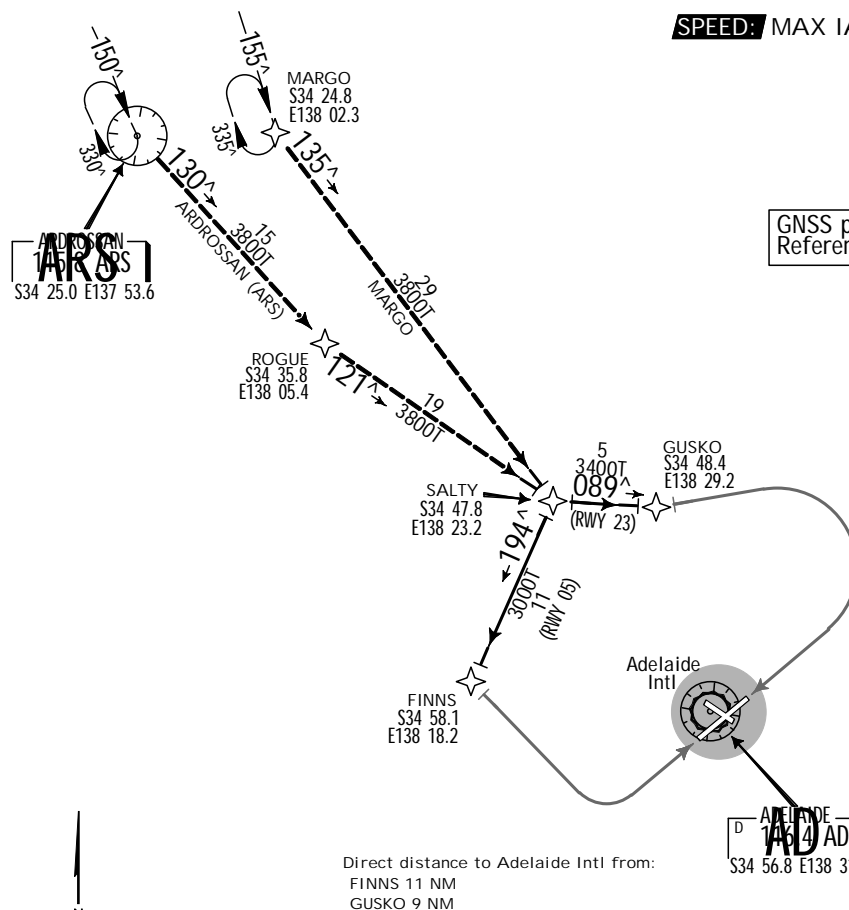 SPEED: MAX IA
150^
155^
MARGO
S34 24.8
E138 02.3
330^
335^
130^
135^
ARDROSSAN
ARS
S34 25.0 E137 53.6
15
3800T
ARDROSSAN (ARS)
29
3800T
MARGO
GNSS p
Referen
ROGUE
S34 35.8
E138 05.4
121^
19
3800T
SALTY
S34 47.8
E138 23.2
5
3400T
089^
(RWY 23)
GUSKO
S34 48.4
E138 29.2
194^
3000T
11
(RWY 05)
FINNS
S34 58.1
E138 18.2
Adelaide
Intl
D
ADELAIDE
AD
S34 56.8 E138 3
Direct distance to Adelaide Intl from:
FINNS 11 NM
GUSKO 9 NM